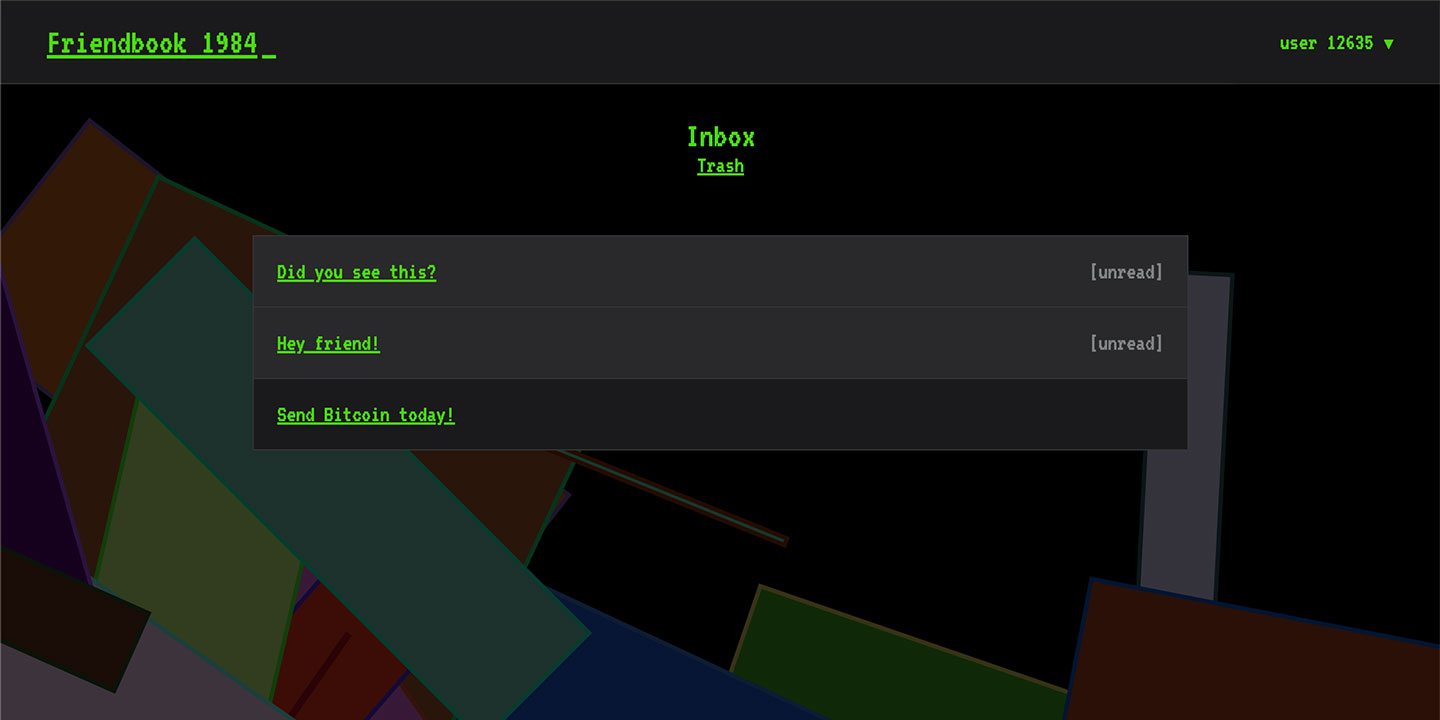 Friendbook 1984_
user 12635 ▼
Inbox
Trash
Did you see this? [unread]
Hey friend! [unread]
Send Bitcoin today!